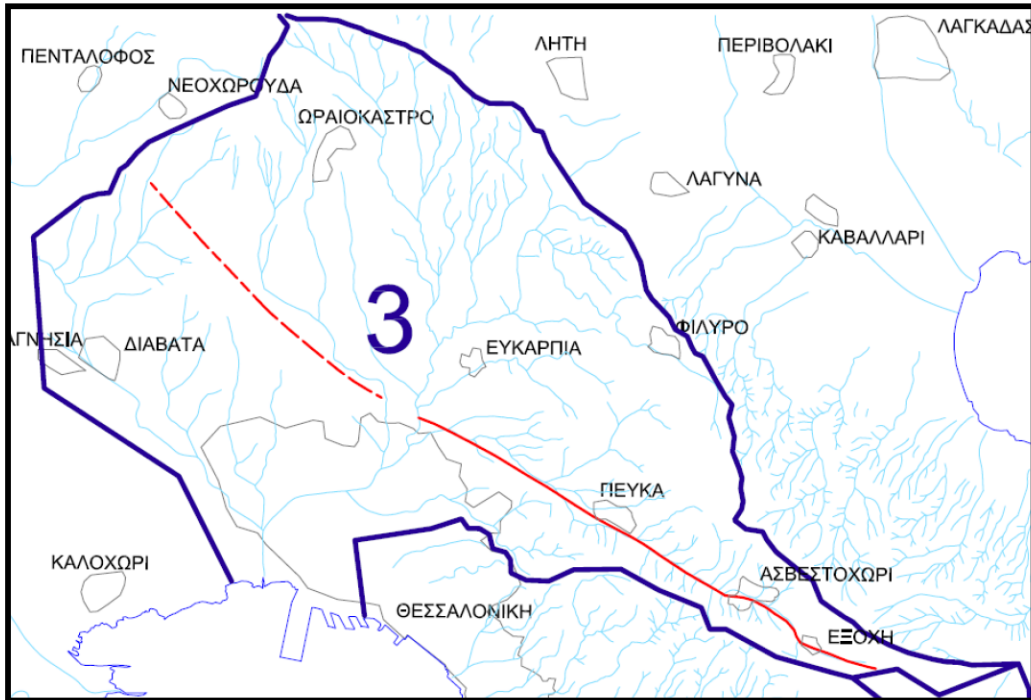 ΛΑΓΚΑΔΑΣ
ΠΕΝΤΑΛΟΦΟΣ
ΛΗΤΗ
ΠΕΡΙΒΟΛΑΚΙ
ΝΕΟΧΩΡΟΥΔΑ
ΩΡΑΙΟΚΑΣΤΡΟ
ΛΑΓΥΝΑ
ΚΑΒΑΛΛΑΡΙ
3
ΦΙΛΥΡΟ
ΑΓΝΗΣΙΑ
ΔΙΑΒΑΤΑ
ΕΥΚΑΡΠΙΑ
ΠΕΥΚΑ
ΚΑΛΟΧΩΡΙ
ΑΣΒΕΣΤΟΧΩΡΙ
ΘΕΣΣΑΛΟΝΙΚΗ
ΕΞΟΧΗ